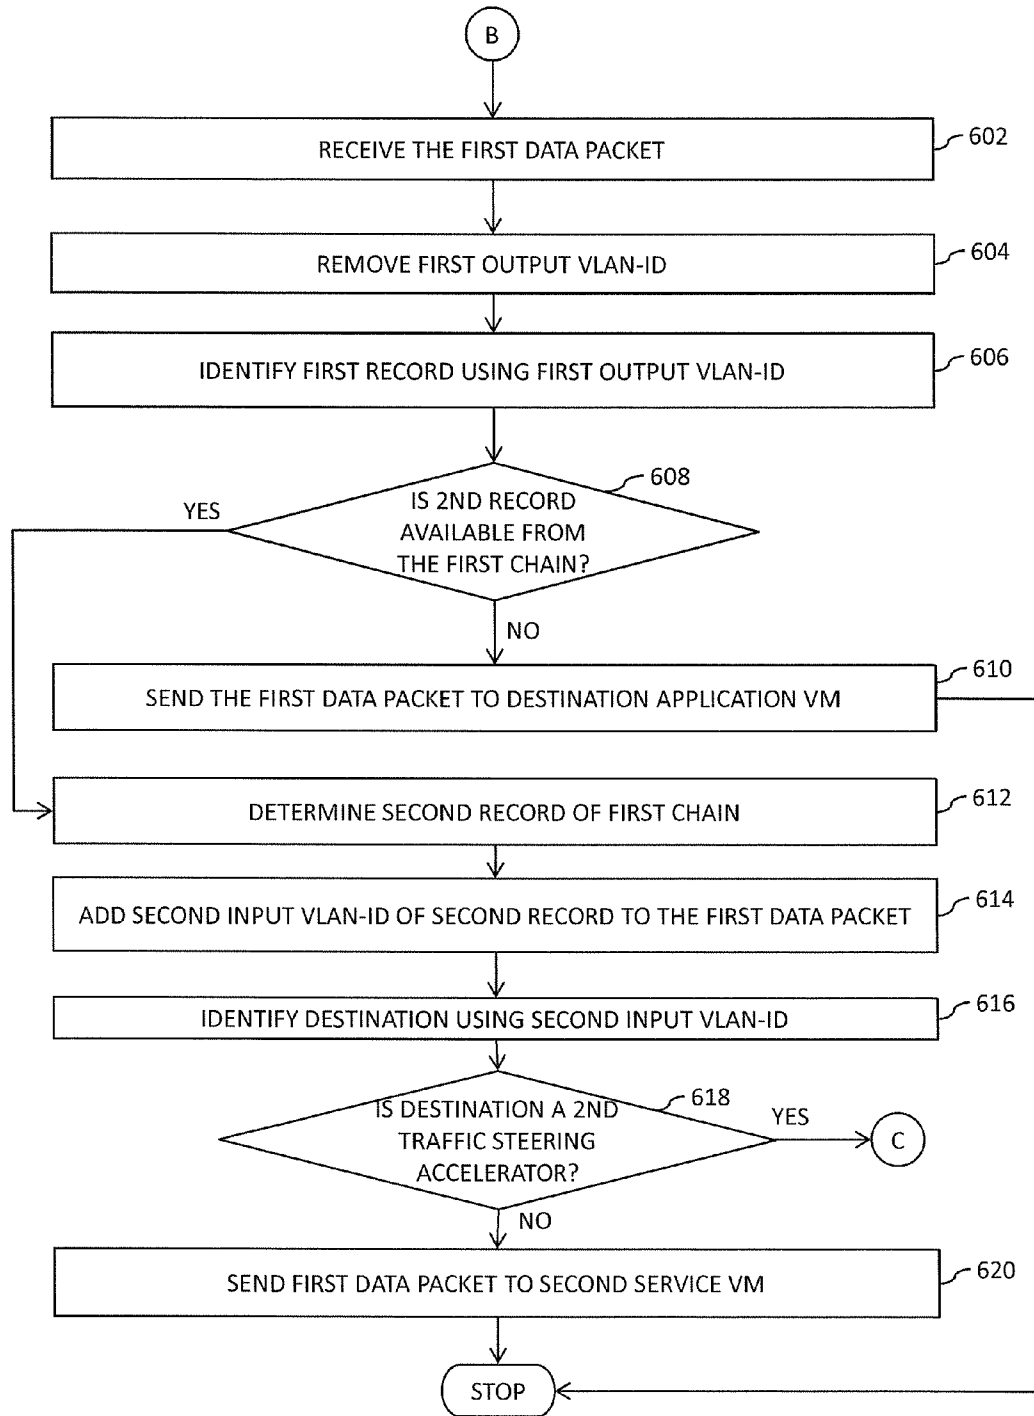 B
RECEIVE THE FIRST DATA PACKET
602
REMOVE FIRST OUTPUT VLAN-ID
604
IDENTIFY FIRST RECORD USING FIRST OUTPUT VLAN-ID
606
608
YES
IS 2ND RECORD
AVAILABLE FROM
THE FIRST CHAIN?
NO
610
SEND THE FIRST DATA PACKET TO DESTINATION APPLICATION VM
DETERMINE SECOND RECORD OF FIRST CHAIN
612
ADD SECOND INPUT VLAN-ID OF SECOND RECORD TO THE FIRST DATA PACKET
614
IDENTIFY DESTINATION USING SECOND INPUT VLAN-ID
616
618
IS DESTINATION A 2ND
TRAFFIC STEERING
ACCELERATOR?
YES
C
NO
SEND FIRST DATA PACKET TO SECOND SERVICE VM
620
STOP